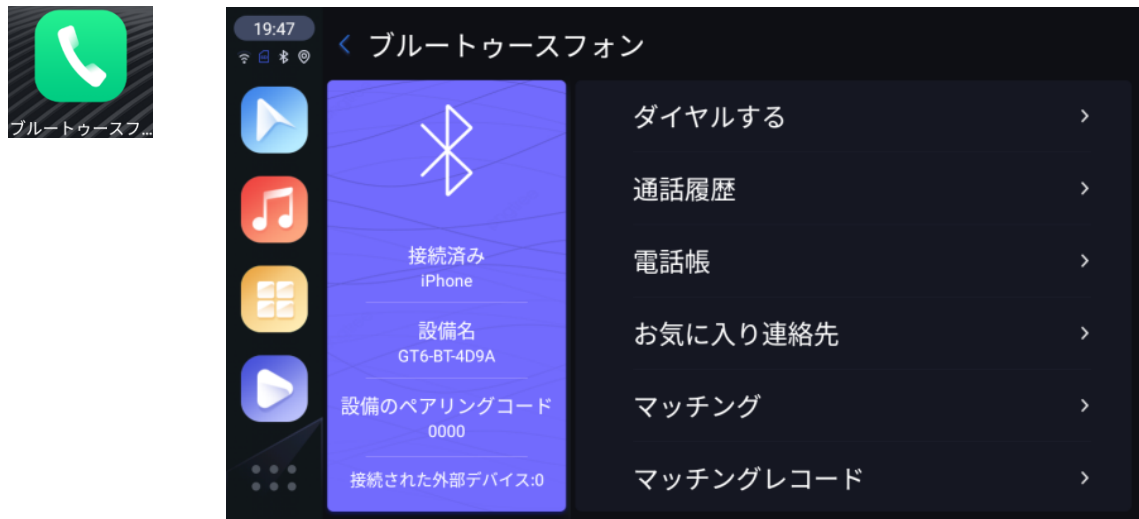 ブルートゥースフ...
19:47
ブルートゥースフォン
接続済み
iPhone
設備名
GT6-BT-4D9A
設備のペアリングコード
0000
接続された外部デバイス:0
ダイヤルする
通話履歴
電話帳
お気に入り連絡先
マッチング
マッチングレコード